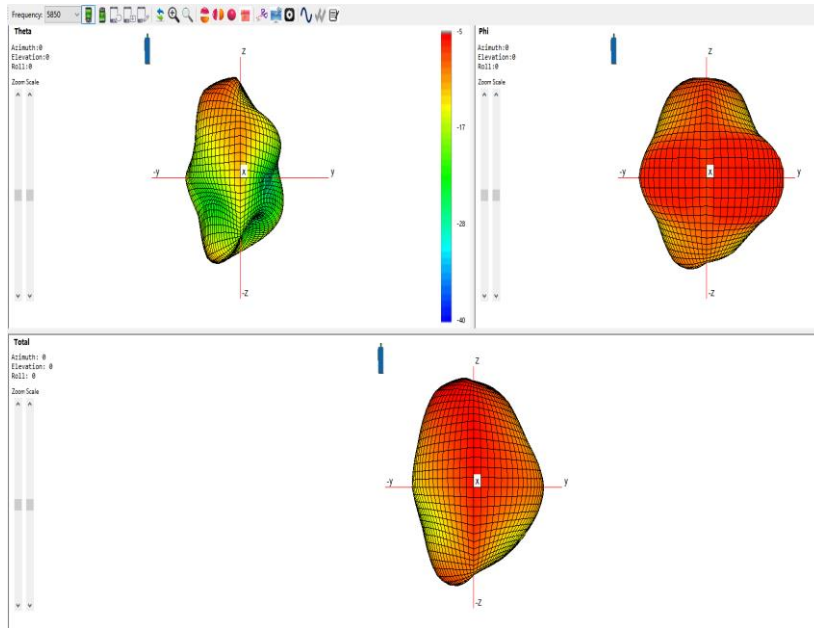 Frequency: 5850
Theta
Azimuth:0
Elevation:0
Roll:0
Zoom Scale
Z
-y
x
y
-Z
-5
-17
-28
-40
Phi
Azimuth:0
Elevation:0
Roll:0
Zoom Scale
Z
-y
x
y
-Z
Total
Azimuth: 0
Elevation: 0
Roll: 0
Zoom Scale
Z
-y
x
y
-Z